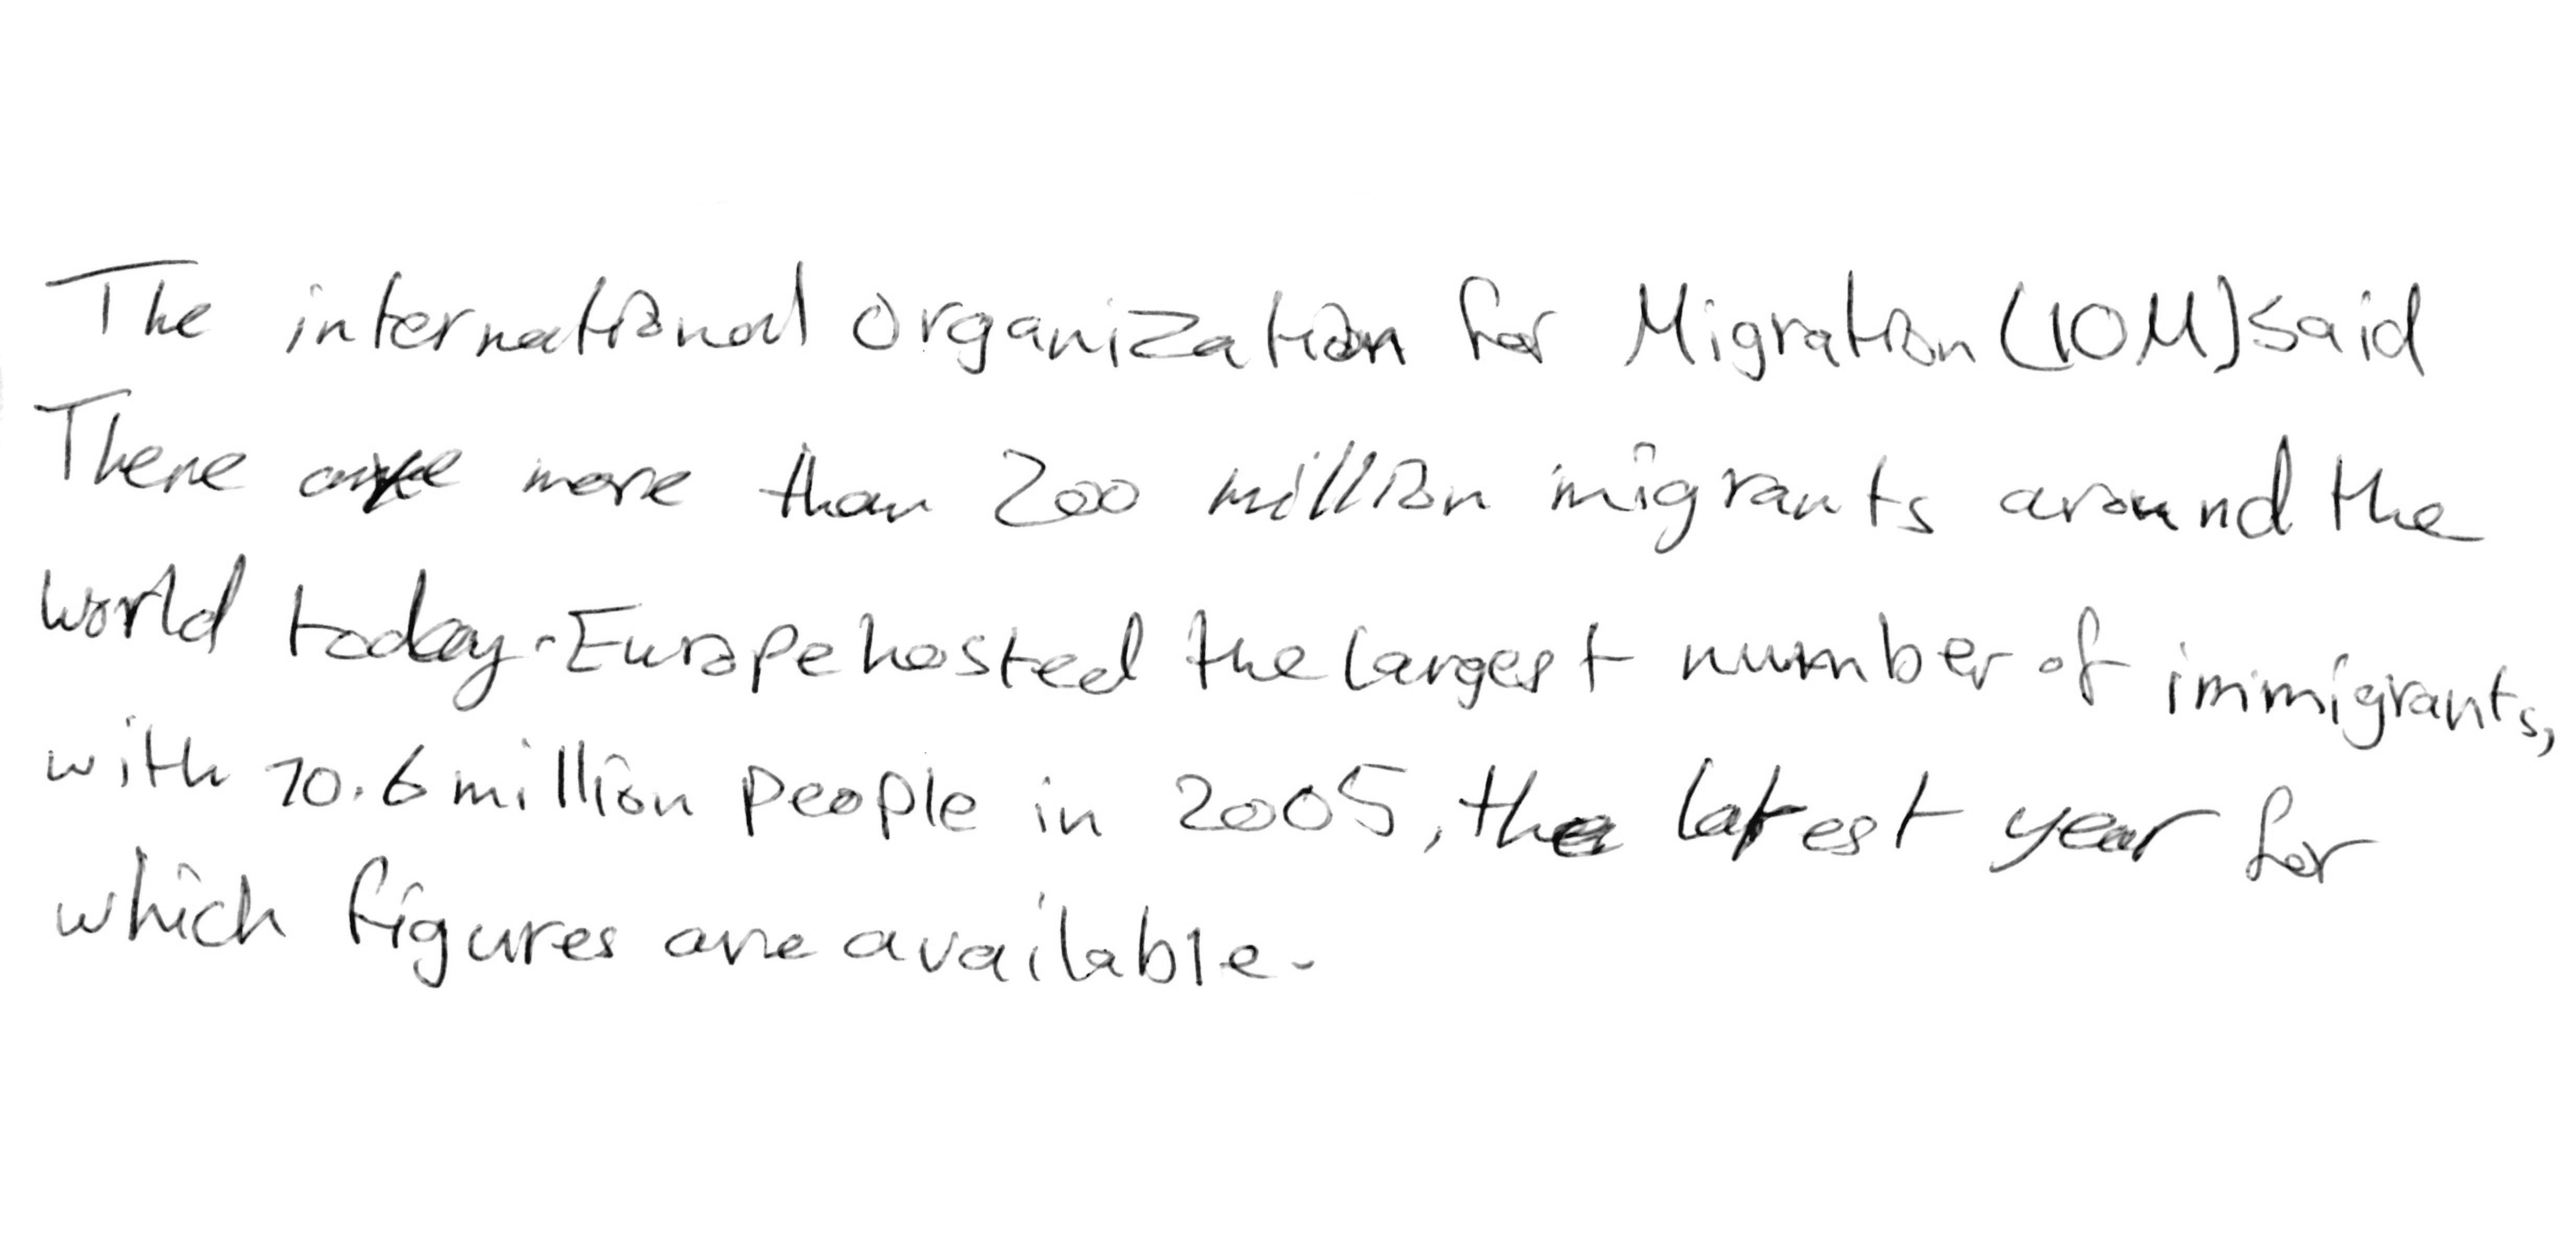 The international organization for Migration (IOM) said
There are more than 200 million migrants around the
world today. Europe hosted the largest number of immigrants,
with 70.6 million people in 2005, the latest year for
which figures are available.